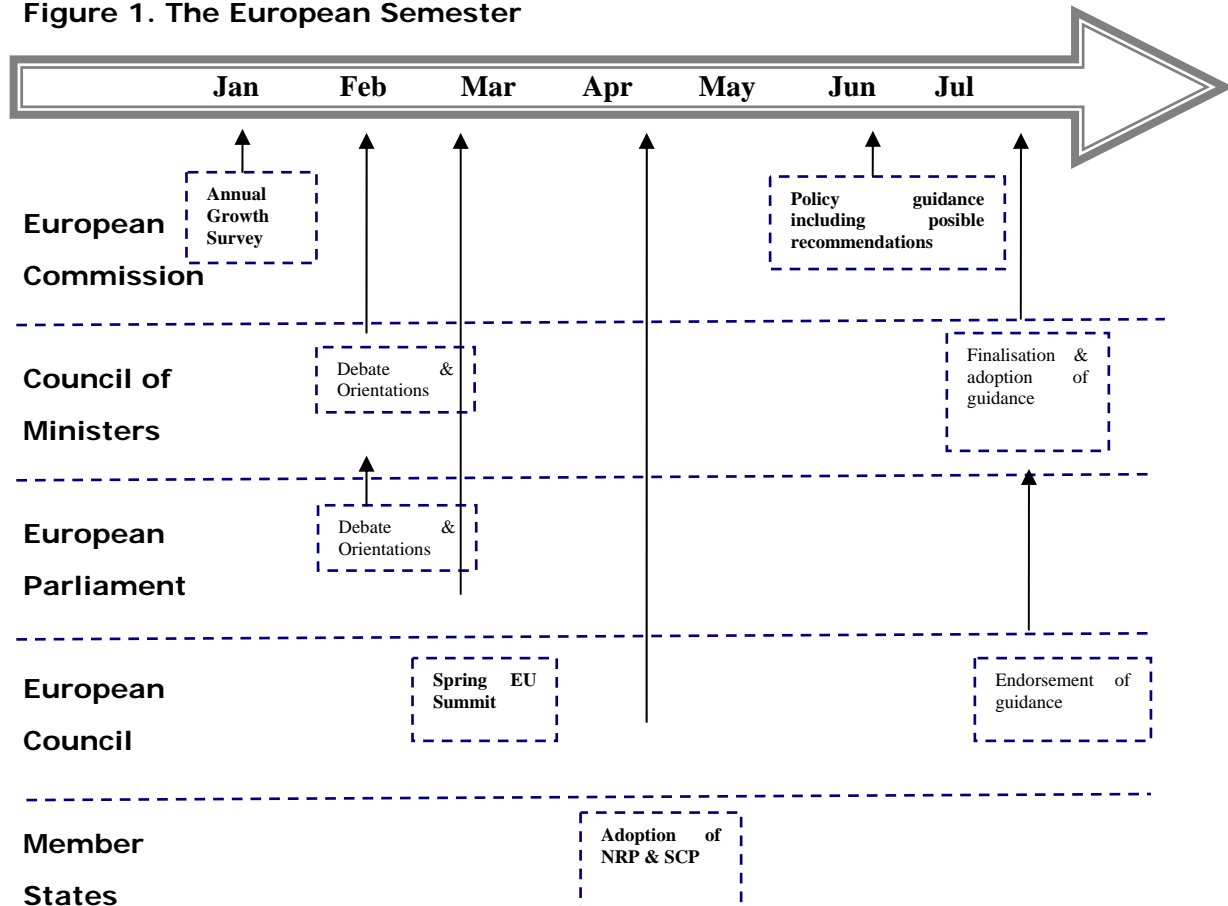 Figure 1. The European Semester
Jan Feb Mar Apr May Jun Jul
Annual
Growth
Survey
Policy guidance
including posible
recommendations
European
Commission
Debate &
Orientations
Finalisation &
adoption of
guidance
Council of
Ministers
Debate &
Orientations
European
Parliament
Spring EU
Summit
Endorsement of
guidance
European
Council
Adoption of
NRP & SCP
Member
States